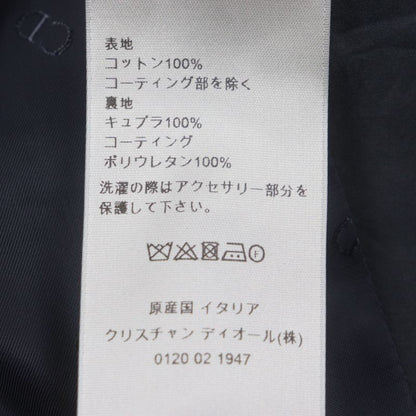 表地
コットン100%
コーティング部を除く
裏地
キュプラ100%
コーティング
ポリウレタン100%
洗濯の際はアクセサリー部分を
保護して下さい。
F
原産国 イタリア
クリスチャン ディオール(株)
0120 02 1947